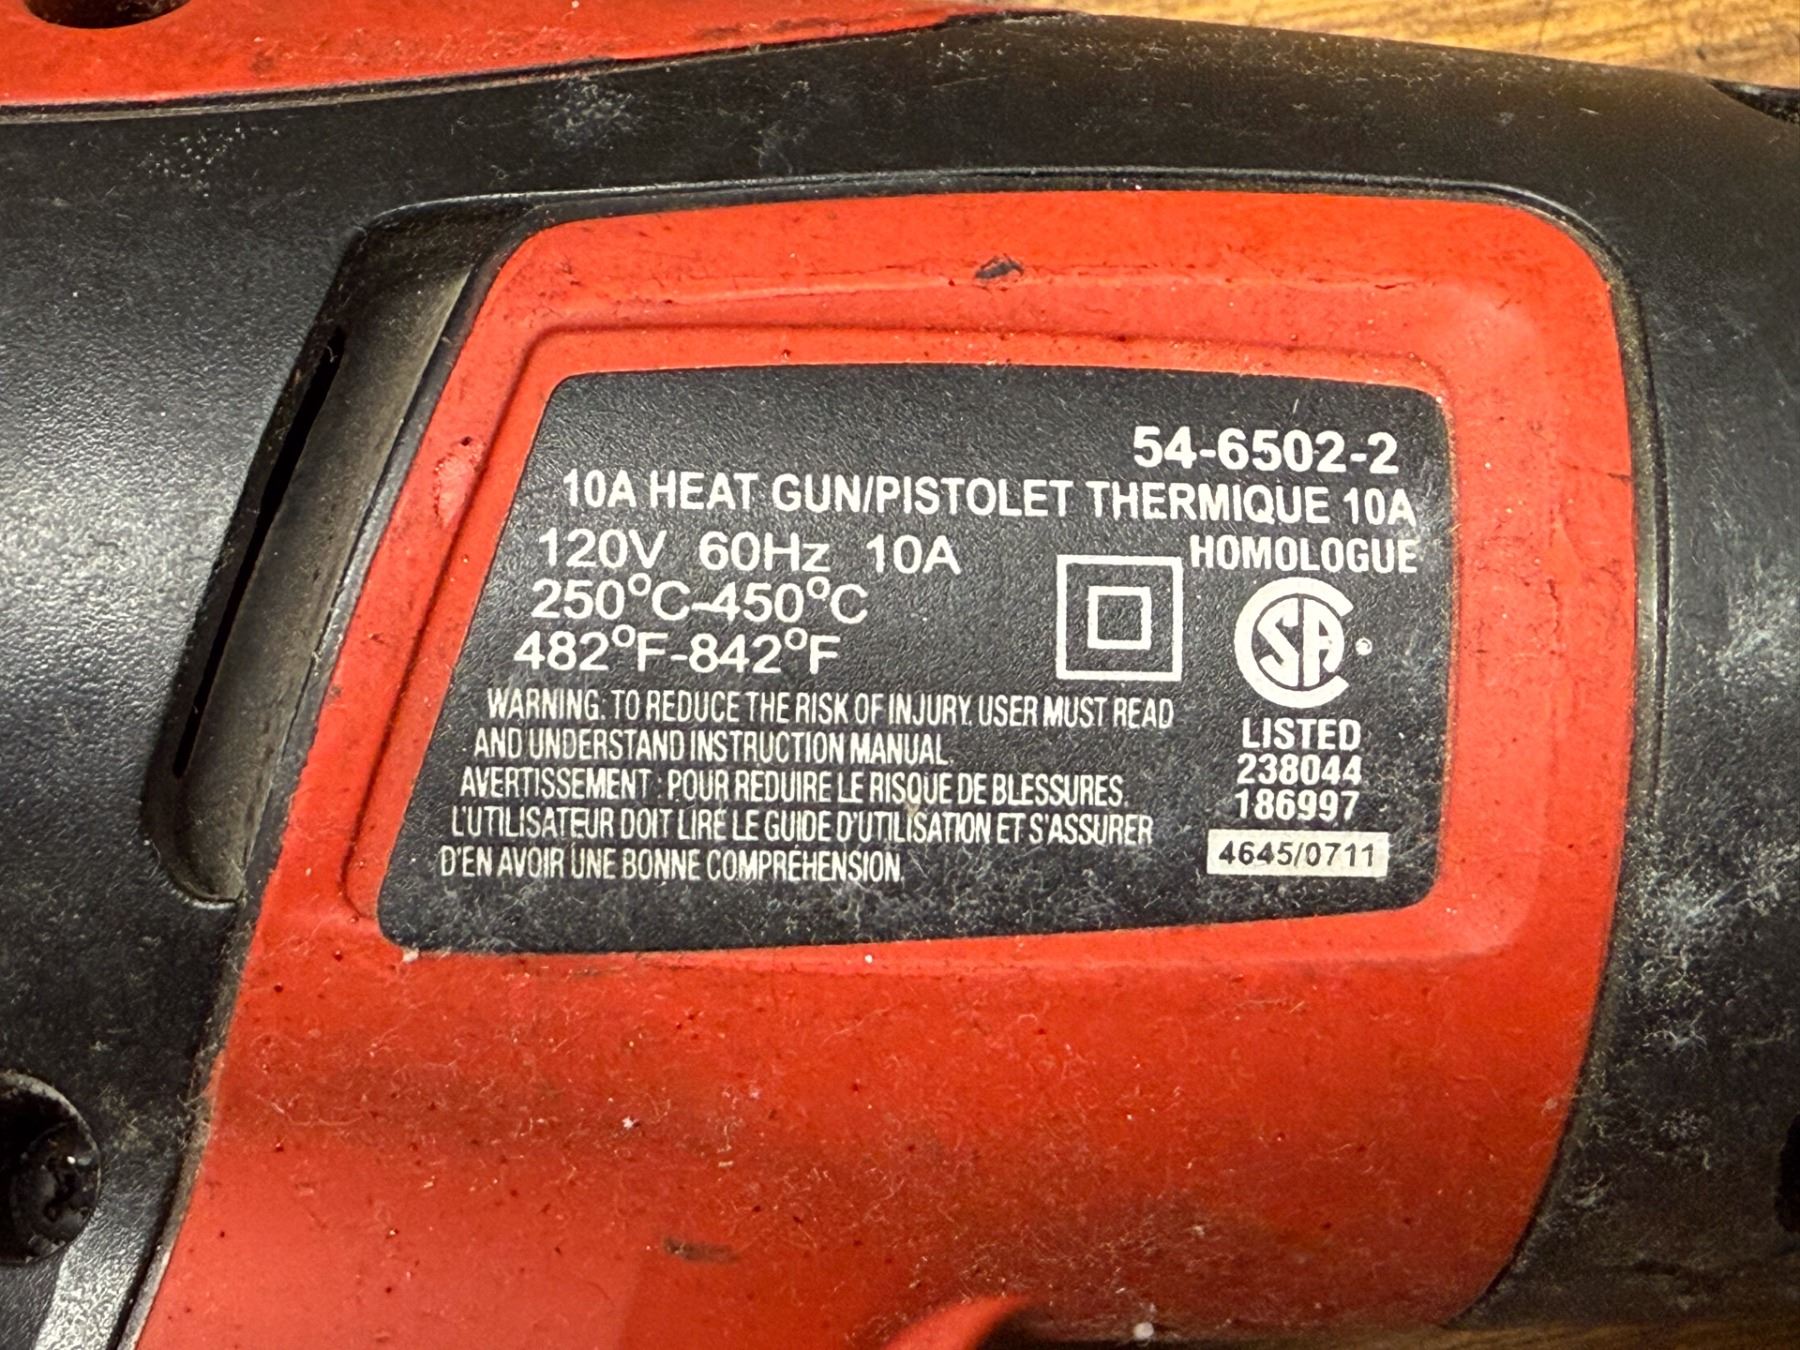 54-6502-2
10A HEAT GUN/PISTOLET THERMIQUE 10A
120V 60Hz 10A
250°C-450°C
482°F-842°F
HOMOLOGUE
SA
LISTED
238044
186997
4645/0711
WARNING: TO REDUCE THE RISK OF INJURY. USER MUST READ
AND UNDERSTAND INSTRUCTION MANUAL.
AVERTISSEMENT : POUR REDUIRE LE RISQUE DE BLESSURES.
L'UTILISATEUR DOIT LIRE LE GUIDE D'UTILISATION ET S'ASSURER
D'EN AVOIR UNE BONNE COMPREHENSION.